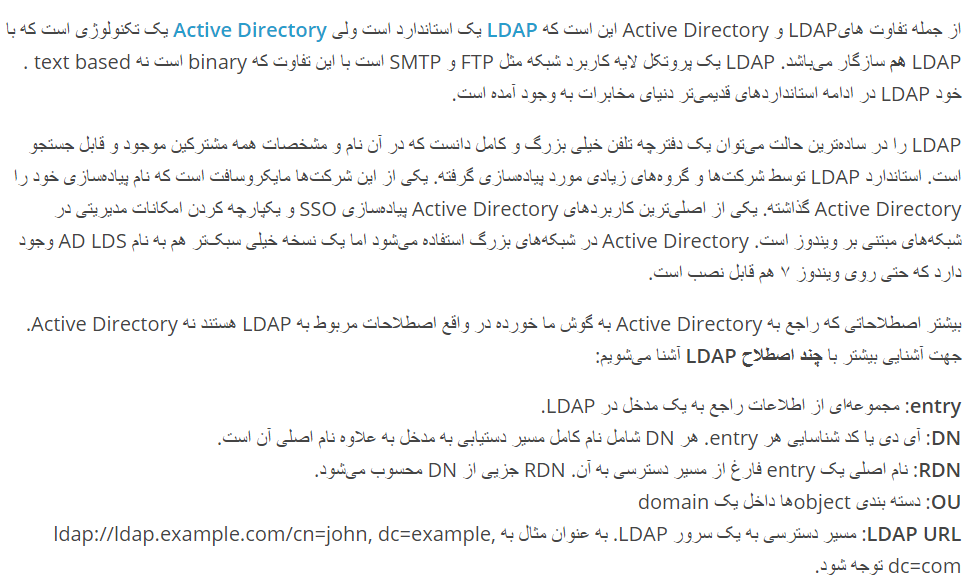 از جمله تفاوت هایLDAP و Active Directory این است که LDAP یک استاندارد است ولی Active Directory یک تکنولوژی است که با
LDAP هم سازگار می‌باشد. LDAP یک پروتکل لایه کاربرد شبکه مثل FTP و SMTP است با این تفاوت که binary است نه text based .
خود LDAP در ادامه استانداردهای قدیمی‌تر دنیای مخابرات به وجود آمده است.
LDAP را در ساده‌ترین حالت می‌توان یک دفترچه تلفن خیلی بزرگ و کامل دانست که در آن نام و مشخصات همه مشترکین موجود و قابل جستجو
است. استاندارد LDAP توسط شرکت‌ها و گروه‌های زیادی مورد پیاده‌سازی گرفته. یکی از این شرکت‌ها مایکروسافت است که نام پیاده‌سازی خود را
Active Directory گذاشته. یکی از اصلی‌ترین کاربردهای Active Directory پیاده‌سازی SSO و یکپارچه کردن امکانات مدیریتی در
شبکه‌های مبتنی بر ویندوز است. Active Directory در شبکه‌های بزرگ استفاده می‌شود اما یک نسخه خیلی سبک‌تر هم به نام AD LDS وجود
دارد که حتی روی ویندوز ۷ هم قابل نصب است.
بیشتر اصطلاحاتی که راجع به Active Directory به گوش ما خورده در واقع اصطلاحات مربوط به LDAP هستند نه Active Directory.
جهت آشنایی بیشتر با چند اصطلاح LDAP آشنا می‌شویم:
entry: مجموعه‌ای از اطلاعات راجع به یک مدخل در LDAP.
DN: آی دی یا کد شناسایی هر entry. هر DN شامل نام کامل مسیر دستیابی به مدخل به علاوه نام اصلی آن است.
RDN: نام اصلی یک entry فارغ از مسیر دسترسی به آن. RDN جزیی از DN محسوب می‌شود.
OU: دسته بندی objectها داخل یک domain
LDAP URL: مسیر دسترسی به یک سرور LDAP. به عنوان مثال به ldap://ldap.example.com/cn=john, dc=example,
dc=com توجه شود.